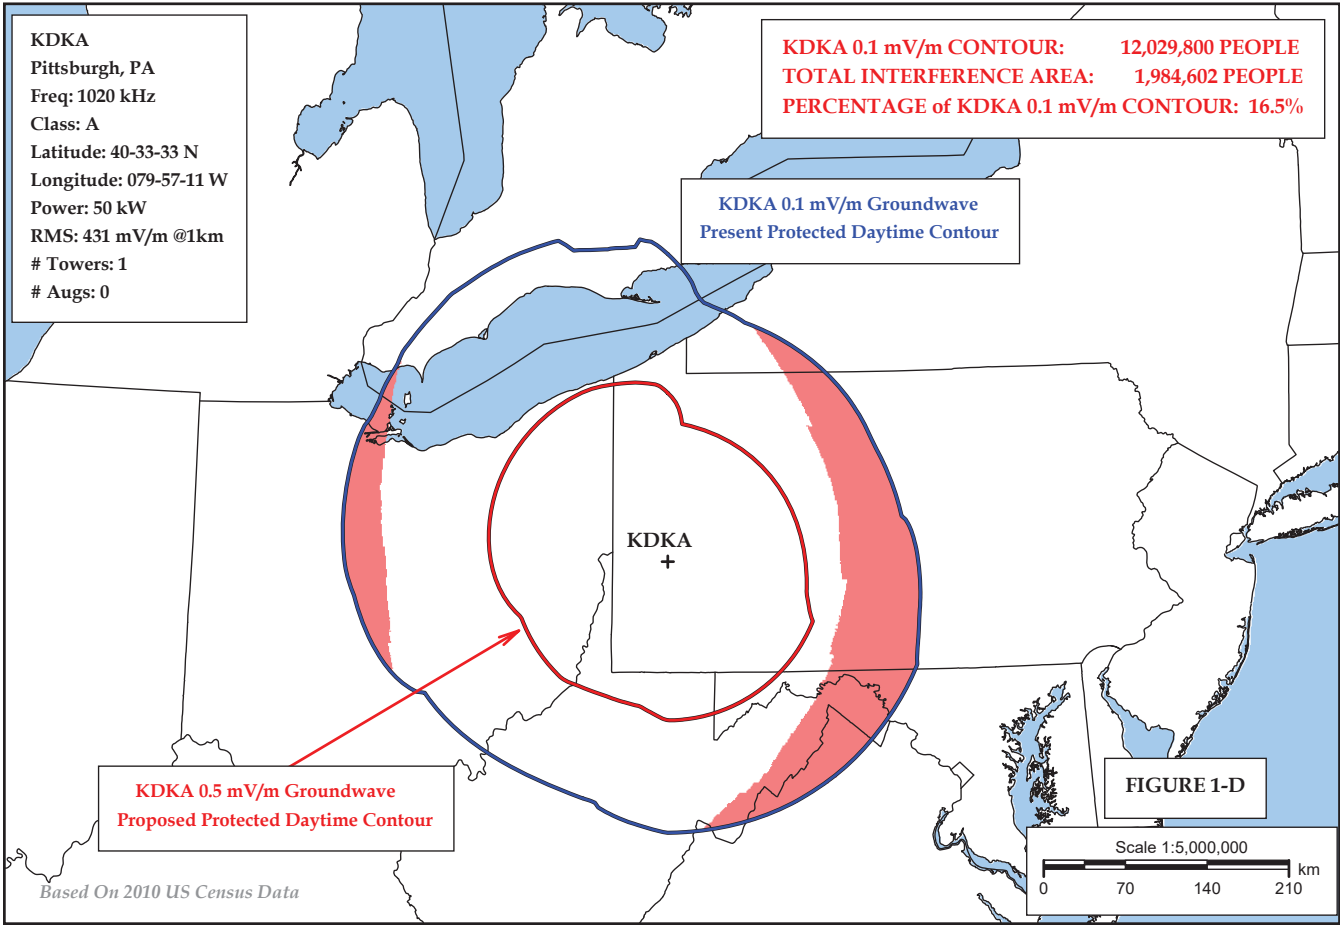 KDKA
Pittsburgh, PA
Freq: 1020 kHz
Class: A
Latitude: 40-33-33 N
Longitude: 079-57-11 W
Power: 50 kW
RMS: 431 mV/m @1km
# Towers: 1
# Augs: 0
KDKA 0.1 mV/m CONTOUR: 12,029,800 PEOPLE
TOTAL INTERFERENCE AREA: 1,984,602 PEOPLE
PERCENTAGE of KDKA 0.1 mV/m CONTOUR: 16.5%
KDKA 0.1 mV/m Groundwave
Present Protected Daytime Contour
KDKA
KDKA 0.5 mV/m Groundwave
Proposed Protected Daytime Contour
FIGURE 1-D
Scale 1:5,000,000
km
0 70 140 210
Based On 2010 US Census Data